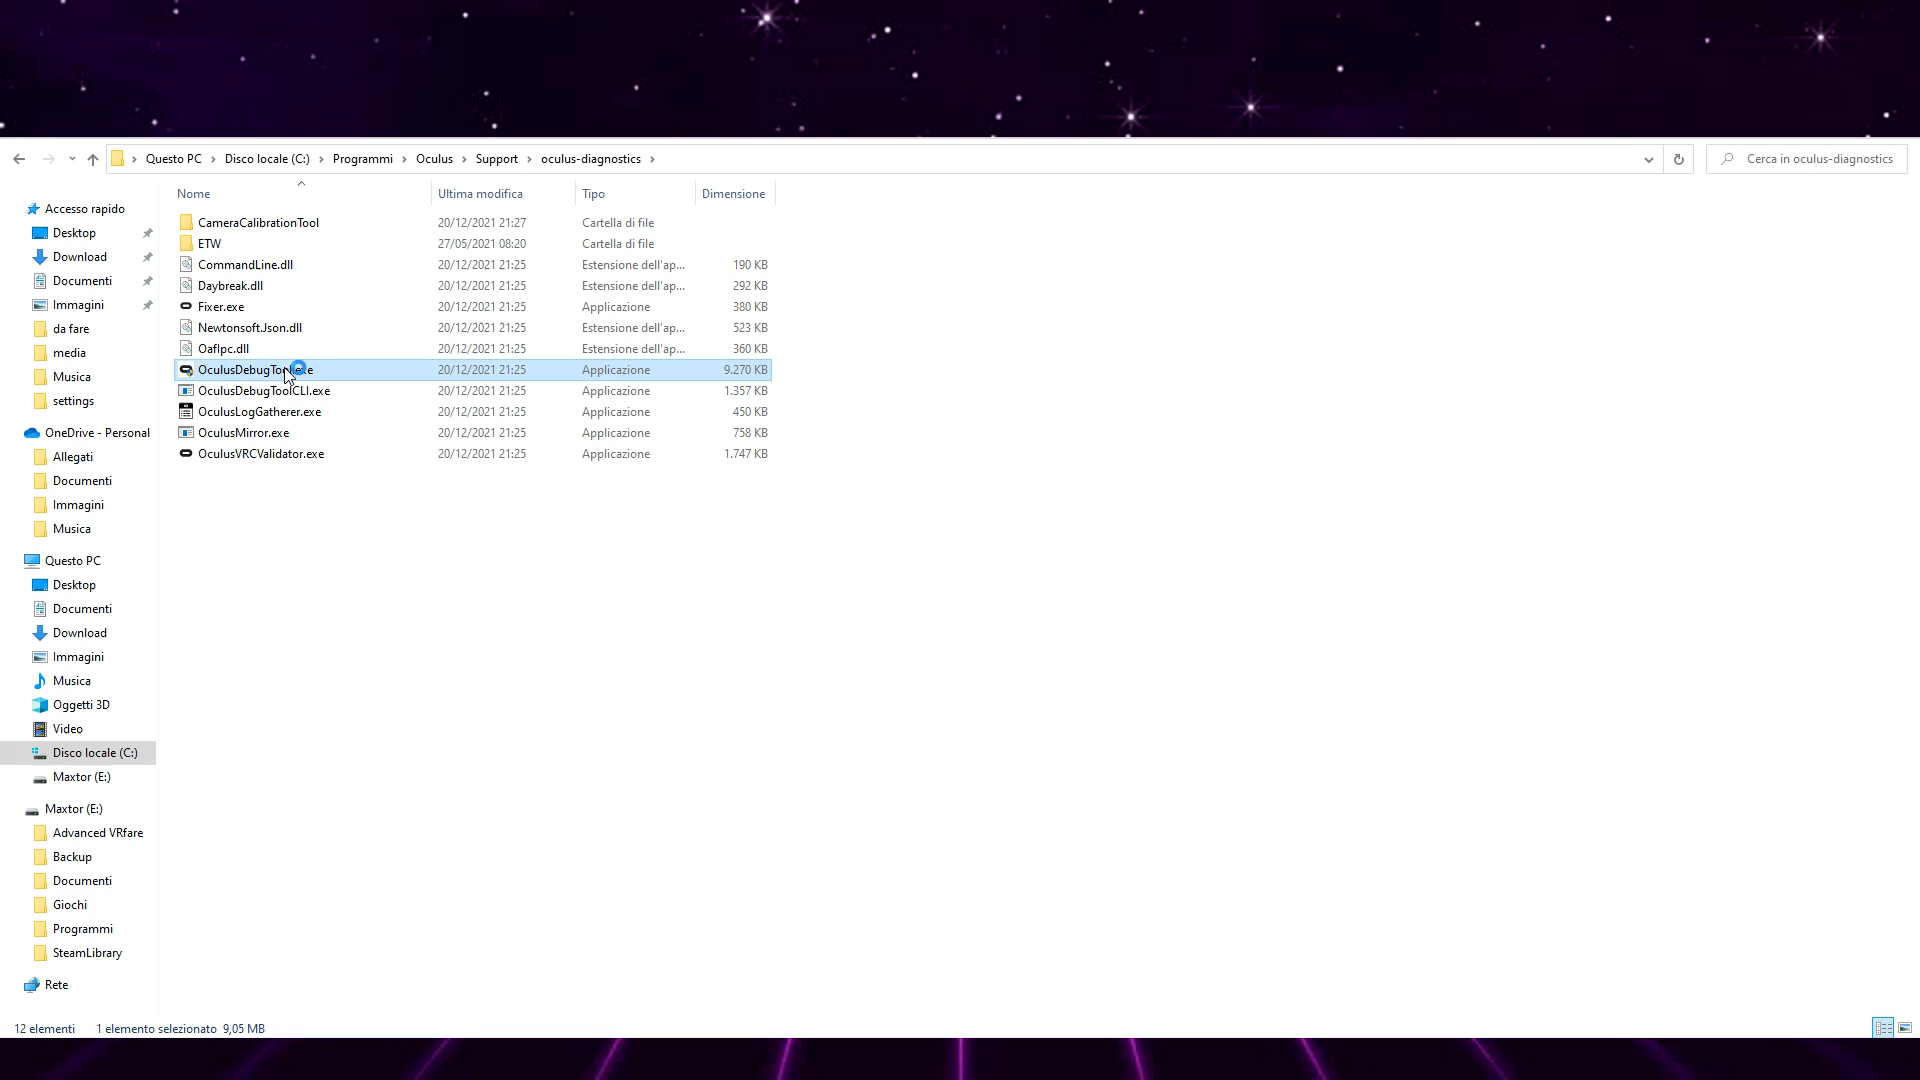 Questo PC > Disco locale (C:) > Programmi > Oculus > Support > oculus-diagnostics >
Cerca in oculus-diagnostics
Nome Ultima modifica Tipo Dimensione
CameraCalibrationTool 20/12/2021 21:27 Cartella di file
ETW 27/05/2021 08:20 Cartella di file
CommandLine.dll 20/12/2021 21:25 Estensione dell'ap... 190 KB
Daybreak.dll 20/12/2021 21:25 Estensione dell'ap... 292 KB
Fixer.exe 20/12/2021 21:25 Applicazione 380 KB
Newtonsoft.Json.dll 20/12/2021 21:25 Estensione dell'ap... 523 KB
OafIpc.dll 20/12/2021 21:25 Estensione dell'ap... 360 KB
OculusDebugTool.exe 20/12/2021 21:25 Applicazione 9.270 KB
OculusDebugToolCLI.exe 20/12/2021 21:25 Applicazione 1.357 KB
OculusLogGatherer.exe 20/12/2021 21:25 Applicazione 450 KB
OculusMirror.exe 20/12/2021 21:25 Applicazione 758 KB
OculusVRCValidator.exe 20/12/2021 21:25 Applicazione 1.747 KB
Accesso rapido
Desktop
Download
Documenti
Immagini
da fare
media
Musica
settings
OneDrive - Personal
Allegati
Documenti
Immagini
Musica
Questo PC
Desktop
Documenti
Download
Immagini
Musica
Oggetti 3D
Video
Disco locale (C:)
Maxtor (E:)
Maxtor (E:)
Advanced VRfare
Backup
Documenti
Giochi
Programmi
SteamLibrary
Rete
12 elementi 1 elemento selezionato 9,05 MB